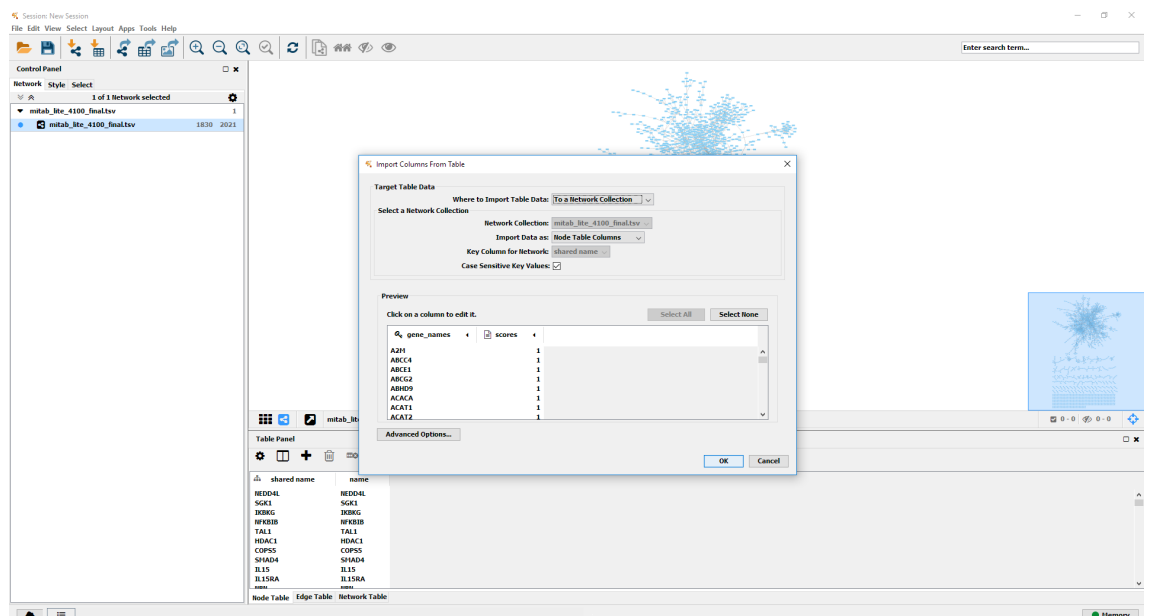 Session: New Session
File Edit View Select Layout Apps Tools Help
Enter search term...
Control Panel
Network Style Select
1 of 1 Network selected
mitab_lite_4100_final.tsv 1
mitab_lite_4100_final.tsv 1830 2021
Import Columns From Table
Target Table Data
Where to Import Table Data: To a Network Collection
Select a Network Collection
Network Collection: mitab_lite_4100_final.tsv
Import Data as: Node Table Columns
Key Column for Network: shared name
Case Sensitive Key Values:
Preview
Click on a column to edit it. Select All Select None
gene_names scores
A2M 1
ABCC4 1
ABCE1 1
ABCG2 1
ABHD9 1
ACACA 1
ACAT1 1
ACAT2 1
Advanced Options...
OK Cancel
mitab_lit
0 - 0 0 - 0
Table Panel
shared name name
NEDD4L NEDD4L
SGK1 SGK1
IKBKG IKBKG
NFKBIB NFKBIB
TAL1 TAL1
HDAC1 HDAC1
COPS5 COPS5
SMAD4 SMAD4
IL15 IL15
IL15RA IL15RA
Node Table Edge Table Network Table
Memory